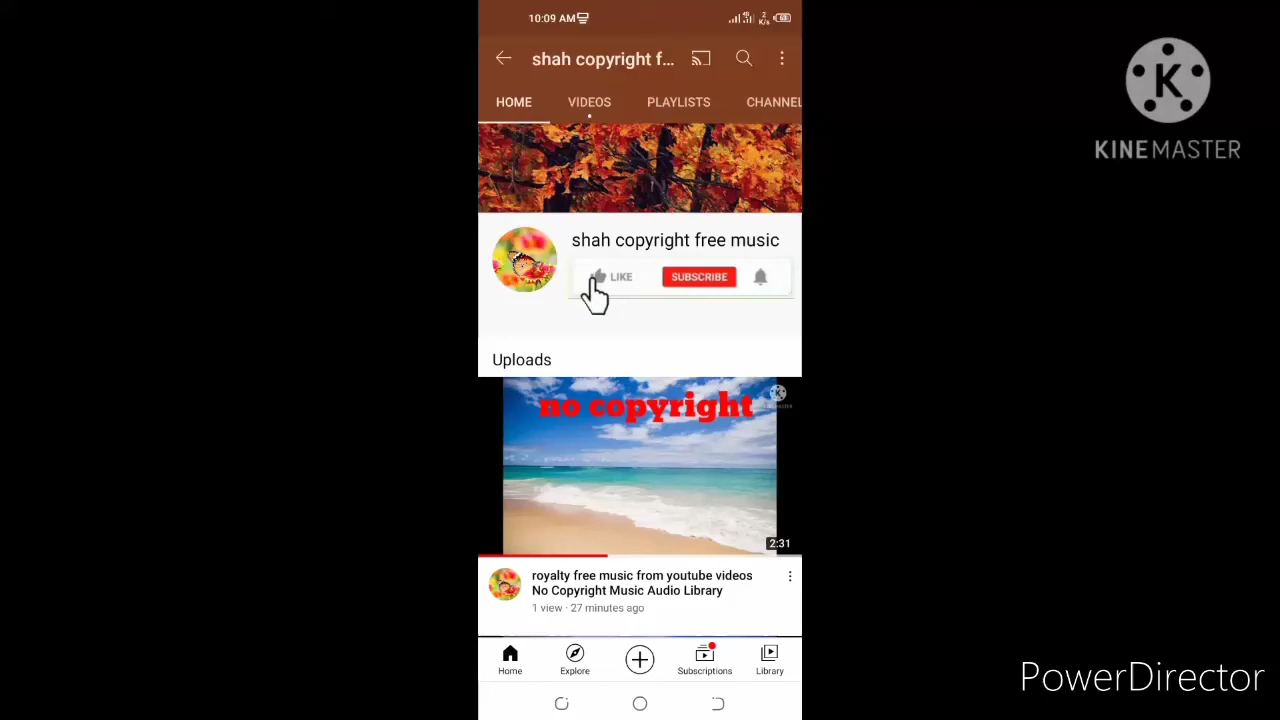 10:09 AM
shah copyright f...
HOME VIDEOS PLAYLISTS CHANNEL
K
KINEMASTER
shah copyright free music
LIKE SUBSCRIBE
Uploads
no copyright
2:31
royalty free music from youtube videos
No Copyright Music Audio Library
1 view · 27 minutes ago
Home Explore Subscriptions Library
PowerDirector